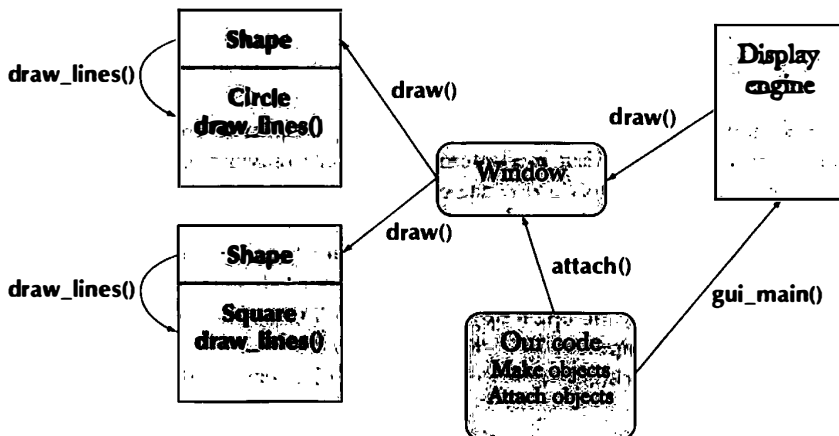 Shape
draw_lines()
Circle
draw_lines()
draw()
Display
engine
draw()
Window
draw()
Shape
draw_lines()
Square
draw_lines()
attach()
gui_main()
Our code
Make objects
Attach objects